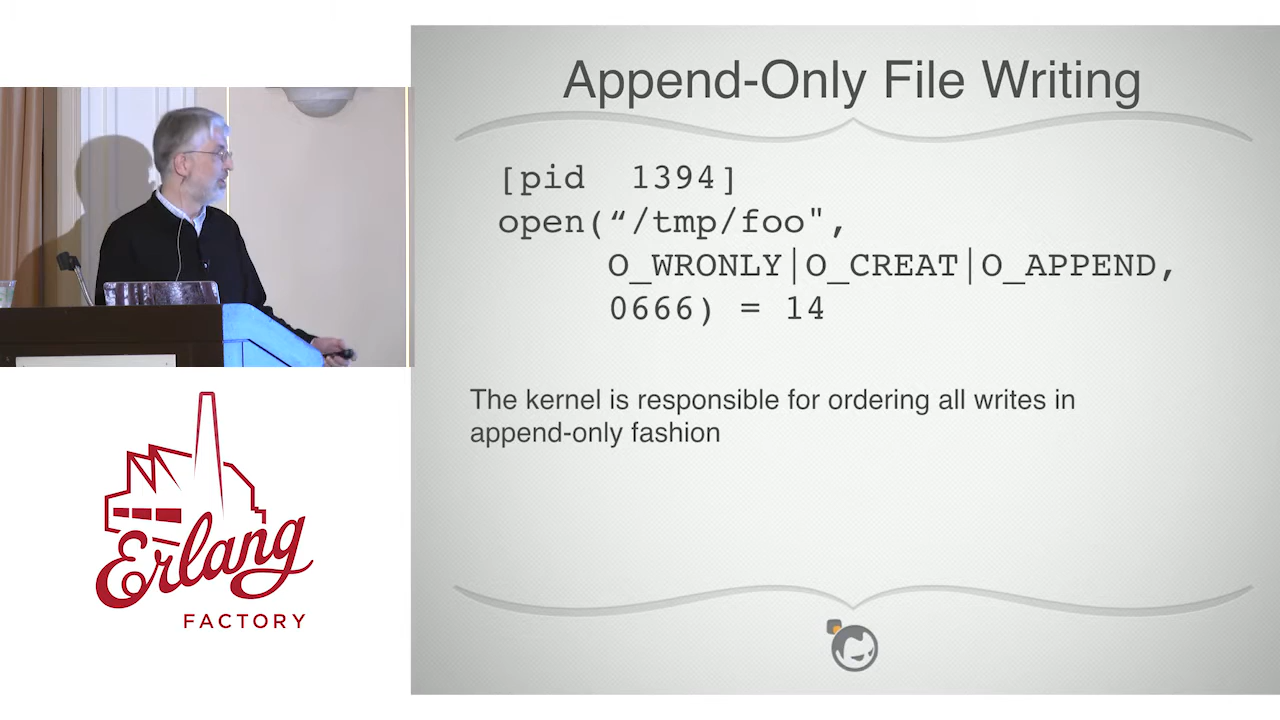 Append-Only File Writing
[pid  1394]
open(“/tmp/foo",
O_WRONLY|O_CREAT|O_APPEND,
0666) = 14
The kernel is responsible for ordering all writes in
append-only fashion
Erlang
FACTORY